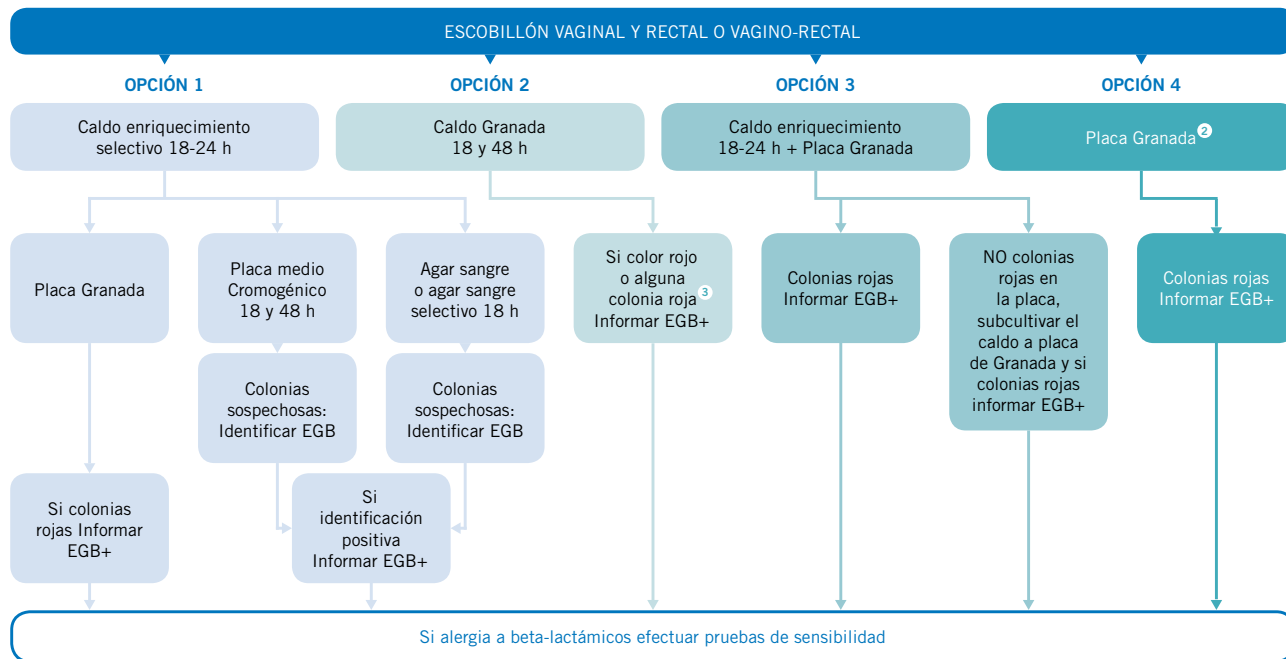 ESCOBILLÓN VAGINAL Y RECTAL O VAGINO-RECTAL
OPCIÓN 1
OPCIÓN 2
OPCIÓN 3
OPCIÓN 4
Caldo enriquecimiento
selectivo 18-24 h
Caldo Granada
18 y 48 h
Caldo enriquecimiento
18-24 h + Placa Granada
Placa Granada 2
Placa Granada
Placa medio
Cromogénico
18 y 48 h
Agar sangre
o agar sangre
selectivo 18 h
Si color rojo
o alguna
colonia roja 3
Informar EGB+
Colonias rojas
Informar EGB+
NO colonias
rojas en
la placa,
subcultivar el
caldo a placa
de Granada y si
colonias rojas
informar EGB+
Colonias rojas
Informar EGB+
Colonias
sospechosas:
Identificar EGB
Colonias
sospechosas:
Identificar EGB
Si colonias
rojas Informar
EGB+
Si
identificación
positiva
Informar EGB+
Si alergia a beta-lactámicos efectuar pruebas de sensibilidad